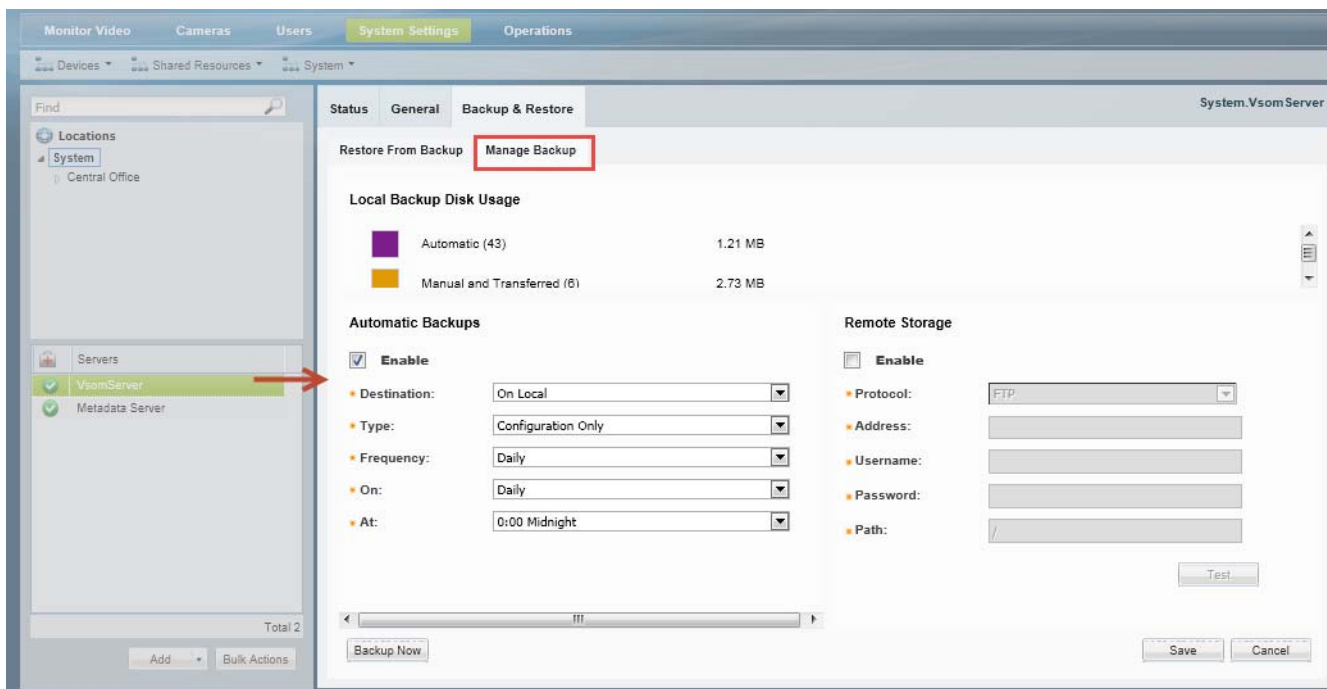 Monitor Video Cameras Users System Settings Operations
Devices Shared Resources System
Find
Status General Backup & Restore System.VsomServer
Locations
System
Central Office
Restore From Backup Manage Backup
Local Backup Disk Usage
Automatic (43) 1.21 MB
Manual and Transferred (6) 2.73 MB
Servers
VsomServer
Metadata Server
Total 2
Add Bulk Actions
Automatic Backups
Enable
* Destination: On Local
* Type: Configuration Only
* Frequency: Daily
* On: Daily
* At: 0:00 Midnight
Remote Storage
Enable
* Protocol: FTP
* Address:
* Username:
* Password:
* Path: /
Test
Backup Now Save Cancel